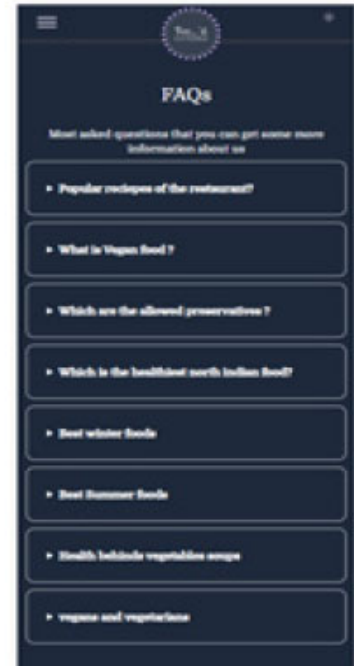 FAQs
Most asked questions that you can get some more
information about us
▸ Popular reciepes of the restaurant?
▸ What is Vegan food ?
▸ Which are the allowed preservatives ?
▸ Which is the healthiest north indian food?
▸ Best winter foods
▸ Best Summer foods
▸ Health behinds vegetables soups
▸ vegans and vegetarians